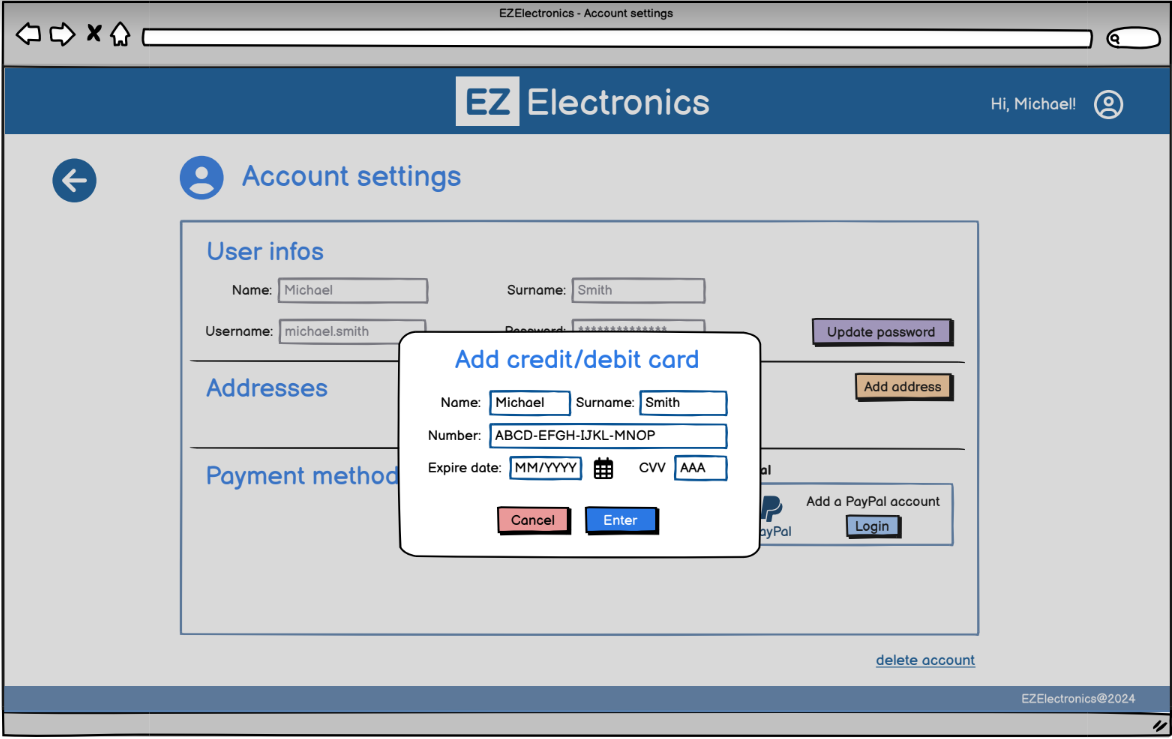 EZElectronics - Account settings
EZ Electronics
Hi, Michael!
Account settings
User infos
Name: Michael Surname: Smith
Username: michael.smith Password: **************
Update password
Add credit/debit card
Addresses
Add address
Name: Michael Surname: Smith
Number: ABCD-EFGH-IJKL-MNOP
Expire date: MM/YYYY CVV AAA
Payment method
Cancel Enter
Add a PayPal account
Login
delete account
EZElectronics@2024